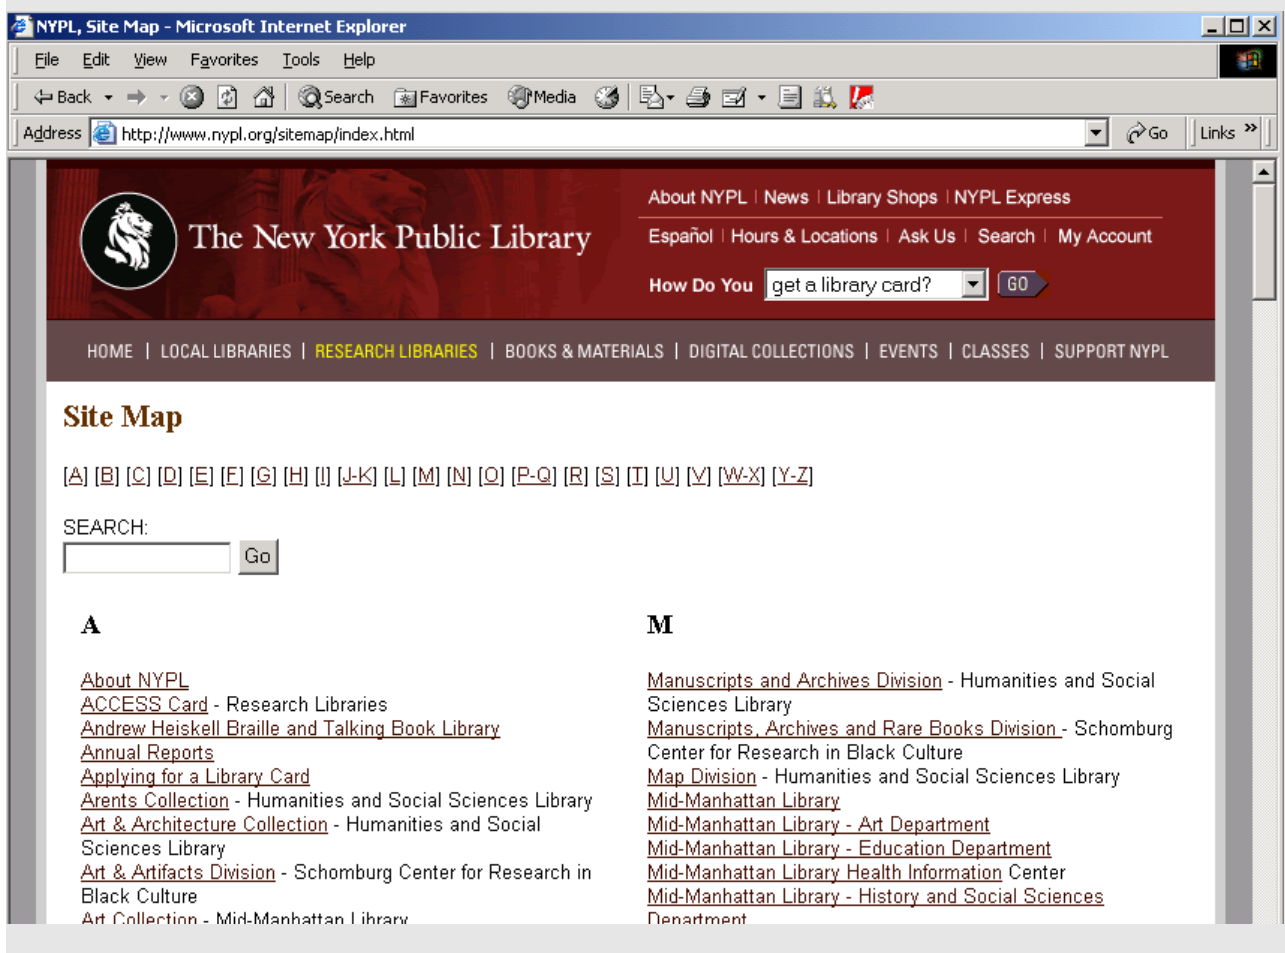 NYPL, Site Map - Microsoft Internet Explorer
File Edit View Favorites Tools Help
Back Search Favorites Media
Address http://www.nypl.org/sitemap/index.html Go Links »
The New York Public Library
About NYPL | News | Library Shops | NYPL Express
Español | Hours & Locations | Ask Us | Search | My Account
How Do You get a library card? GO
HOME | LOCAL LIBRARIES | RESEARCH LIBRARIES | BOOKS & MATERIALS | DIGITAL COLLECTIONS | EVENTS | CLASSES | SUPPORT NYPL
Site Map
[A] [B] [C] [D] [E] [F] [G] [H] [I] [J-K] [L] [M] [N] [O] [P-Q] [R] [S] [T] [U] [V] [W-X] [Y-Z]
SEARCH:
Go
A
About NYPL
ACCESS Card - Research Libraries
Andrew Heiskell Braille and Talking Book Library
Annual Reports
Applying for a Library Card
Arents Collection - Humanities and Social Sciences Library
Art & Architecture Collection - Humanities and Social
Sciences Library
Art & Artifacts Division - Schomburg Center for Research in
Black Culture
Art Collection - Mid-Manhattan Library
M
Manuscripts and Archives Division - Humanities and Social
Sciences Library
Manuscripts, Archives and Rare Books Division - Schomburg
Center for Research in Black Culture
Map Division - Humanities and Social Sciences Library
Mid-Manhattan Library
Mid-Manhattan Library - Art Department
Mid-Manhattan Library - Education Department
Mid-Manhattan Library Health Information Center
Mid-Manhattan Library - History and Social Sciences
Department